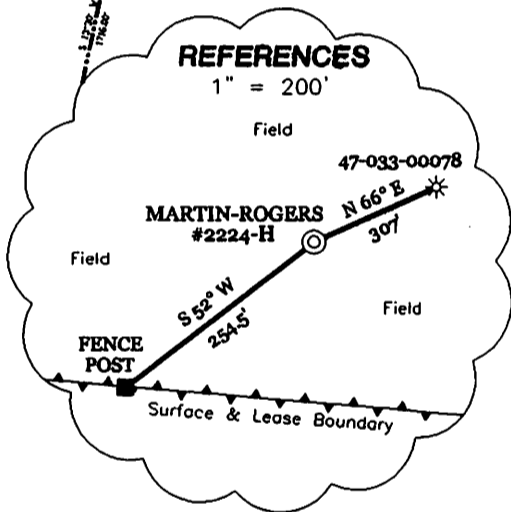 REFERENCES
1" = 200'
Field
47-033-00078
N 66° E
307'
MARTIN-ROGERS
#2224-H
Field
Field
S 52° W
254.5'
FENCE
POST
Surface & Lease Boundary